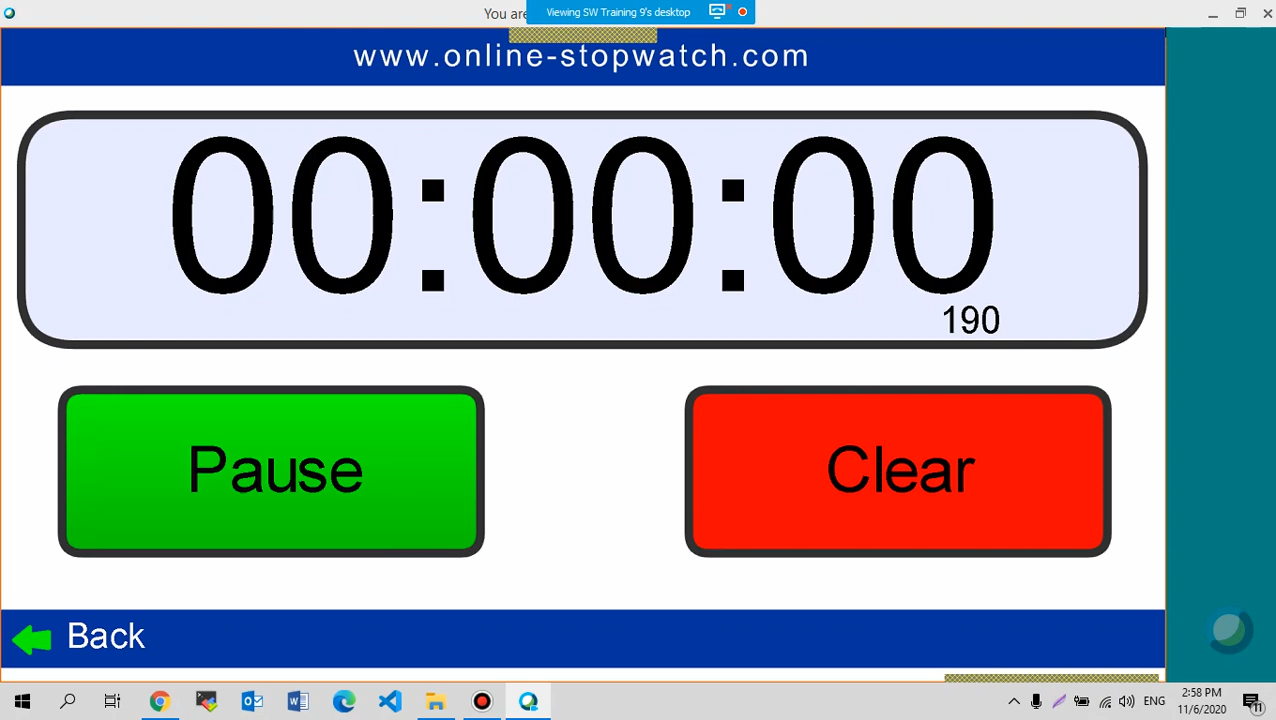 You are
Viewing SW Training 9's desktop
www.online-stopwatch.com
00:00:00
190
Pause
Clear
Back
ENG
2:58 PM
11/6/2020